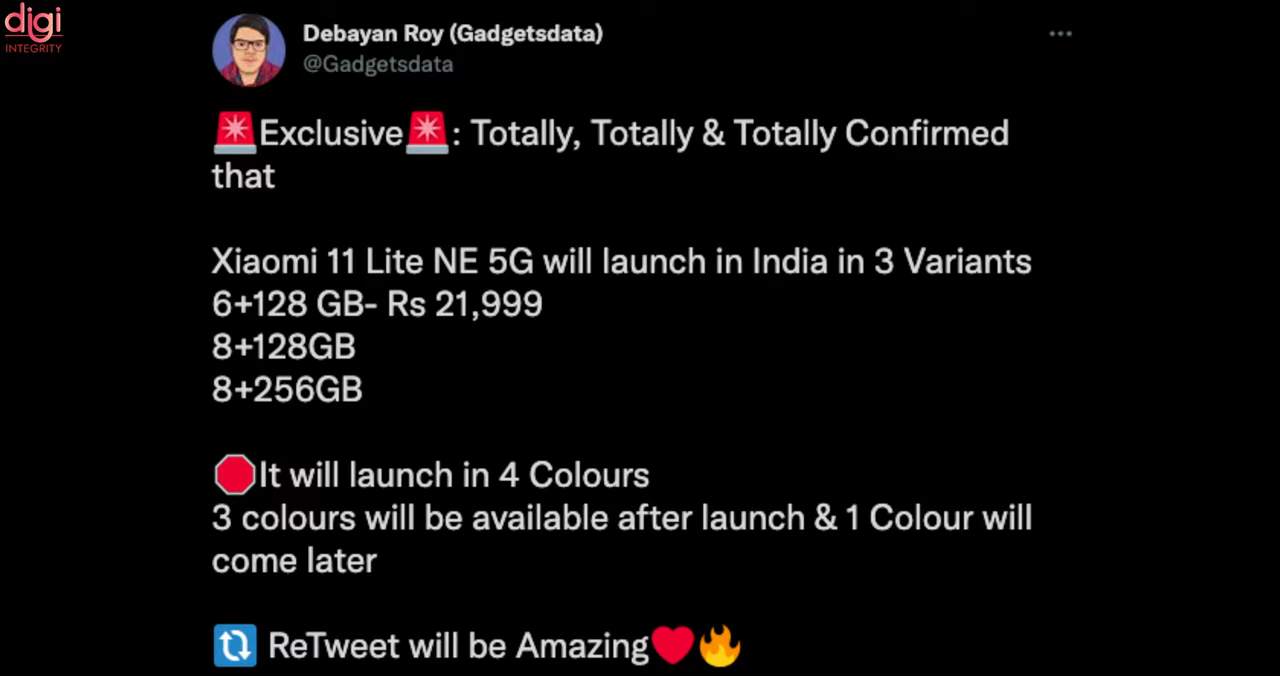 digi
INTEGRITY
Debayan Roy (Gadgetsdata)
@Gadgetsdata
🚨Exclusive🚨: Totally, Totally & Totally Confirmed
that
Xiaomi 11 Lite NE 5G will launch in India in 3 Variants
6+128 GB- Rs 21,999
8+128GB
8+256GB
🛑It will launch in 4 Colours
3 colours will be available after launch & 1 Colour will
come later
🔃 ReTweet will be Amazing❤️🔥